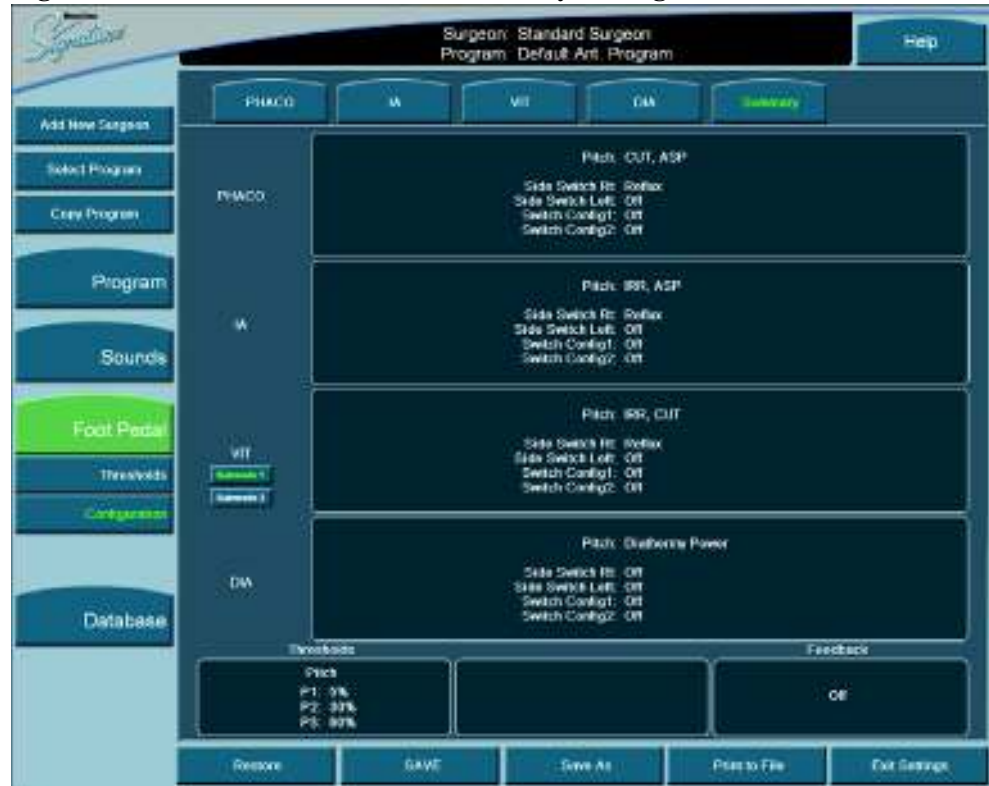 Signature
Surgeon: Standard Surgeon
Program: Default Ant. Program
Help
PHACO
IA
VIT
DIA
Summary
Add New Surgeon
Select Program
Copy Program
Program
Sounds
Foot Pedal
Thresholds
Configuration
Database
PHACO
Pitch: CUT, ASP
Side Switch Rt: Reflux
Side Switch Left: Off
Switch Config1: Off
Switch Config2: Off
IA
Pitch: IRR, ASP
Side Switch Rt: Reflux
Side Switch Left: Off
Switch Config1: Off
Switch Config2: Off
VIT
Submode 1
Submode 2
Pitch: IRR, CUT
Side Switch Rt: Reflux
Side Switch Left: Off
Switch Config1: Off
Switch Config2: Off
DIA
Pitch: Diathermy Power
Side Switch Rt: Off
Side Switch Left: Off
Switch Config1: Off
Switch Config2: Off
Thresholds
Pitch
P1: 5%
P2: 30%
P3: 80%
Feedback
Off
Restore
SAVE
Save As
Print to File
Exit Settings